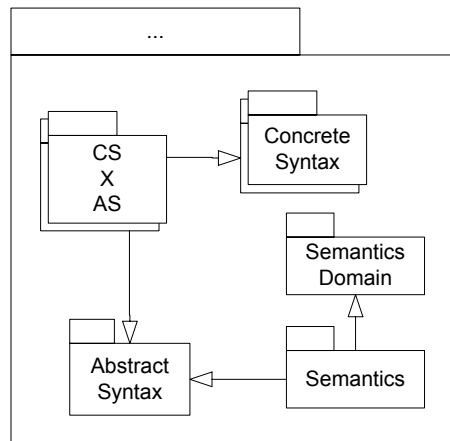 ...
CS
X
AS
Concrete
Syntax
Semantics
Domain
Abstract
Syntax
Semantics